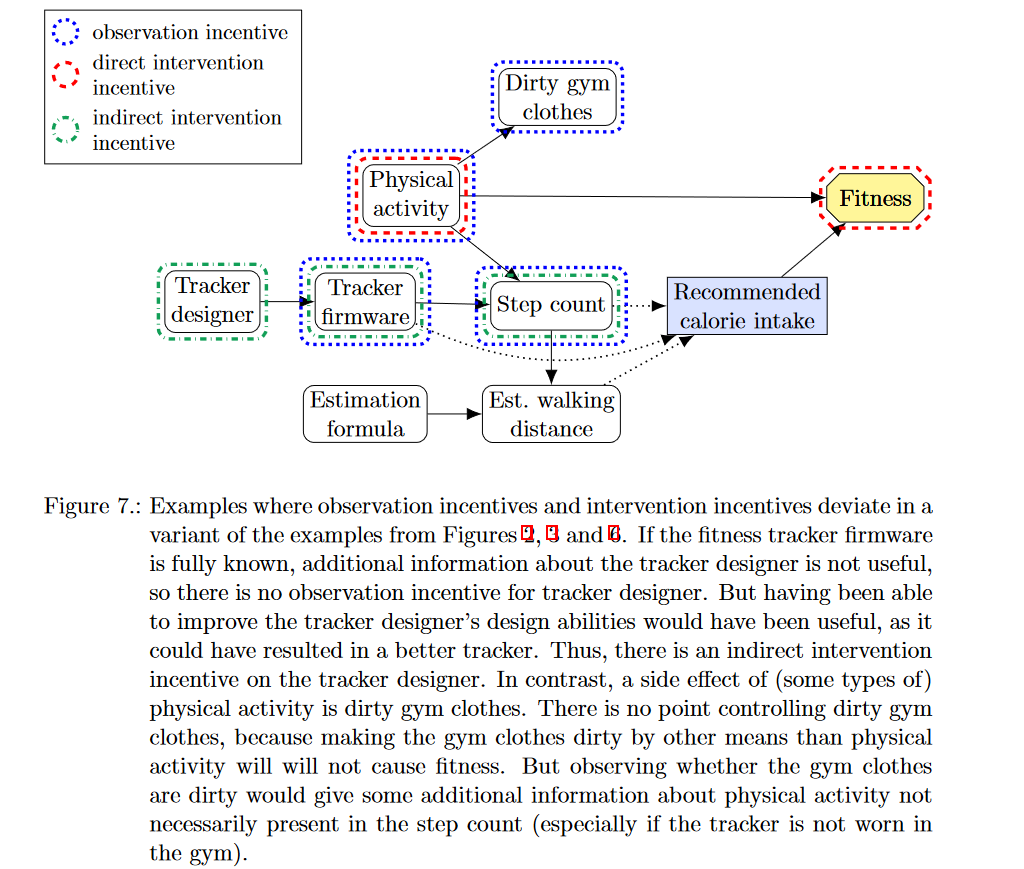 observation incentive
direct intervention
incentive
indirect intervention
incentive
Dirty gym
clothes
Physical
activity
Fitness
Tracker
designer
Tracker
firmware
Step count
Recommended
calorie intake
Estimation
formula
Est. walking
distance
Figure 7.: Examples where observation incentives and intervention incentives deviate in a
variant of the examples from Figures 2, 3 and 6. If the fitness tracker firmware
is fully known, additional information about the tracker designer is not useful,
so there is no observation incentive for tracker designer. But having been able
to improve the tracker designer's design abilities would have been useful, as it
could have resulted in a better tracker. Thus, there is an indirect intervention
incentive on the tracker designer. In contrast, a side effect of (some types of)
physical activity is dirty gym clothes. There is no point controlling dirty gym
clothes, because making the gym clothes dirty by other means than physical
activity will will not cause fitness. But observing whether the gym clothes
are dirty would give some additional information about physical activity not
necessarily present in the step count (especially if the tracker is not worn in
the gym).